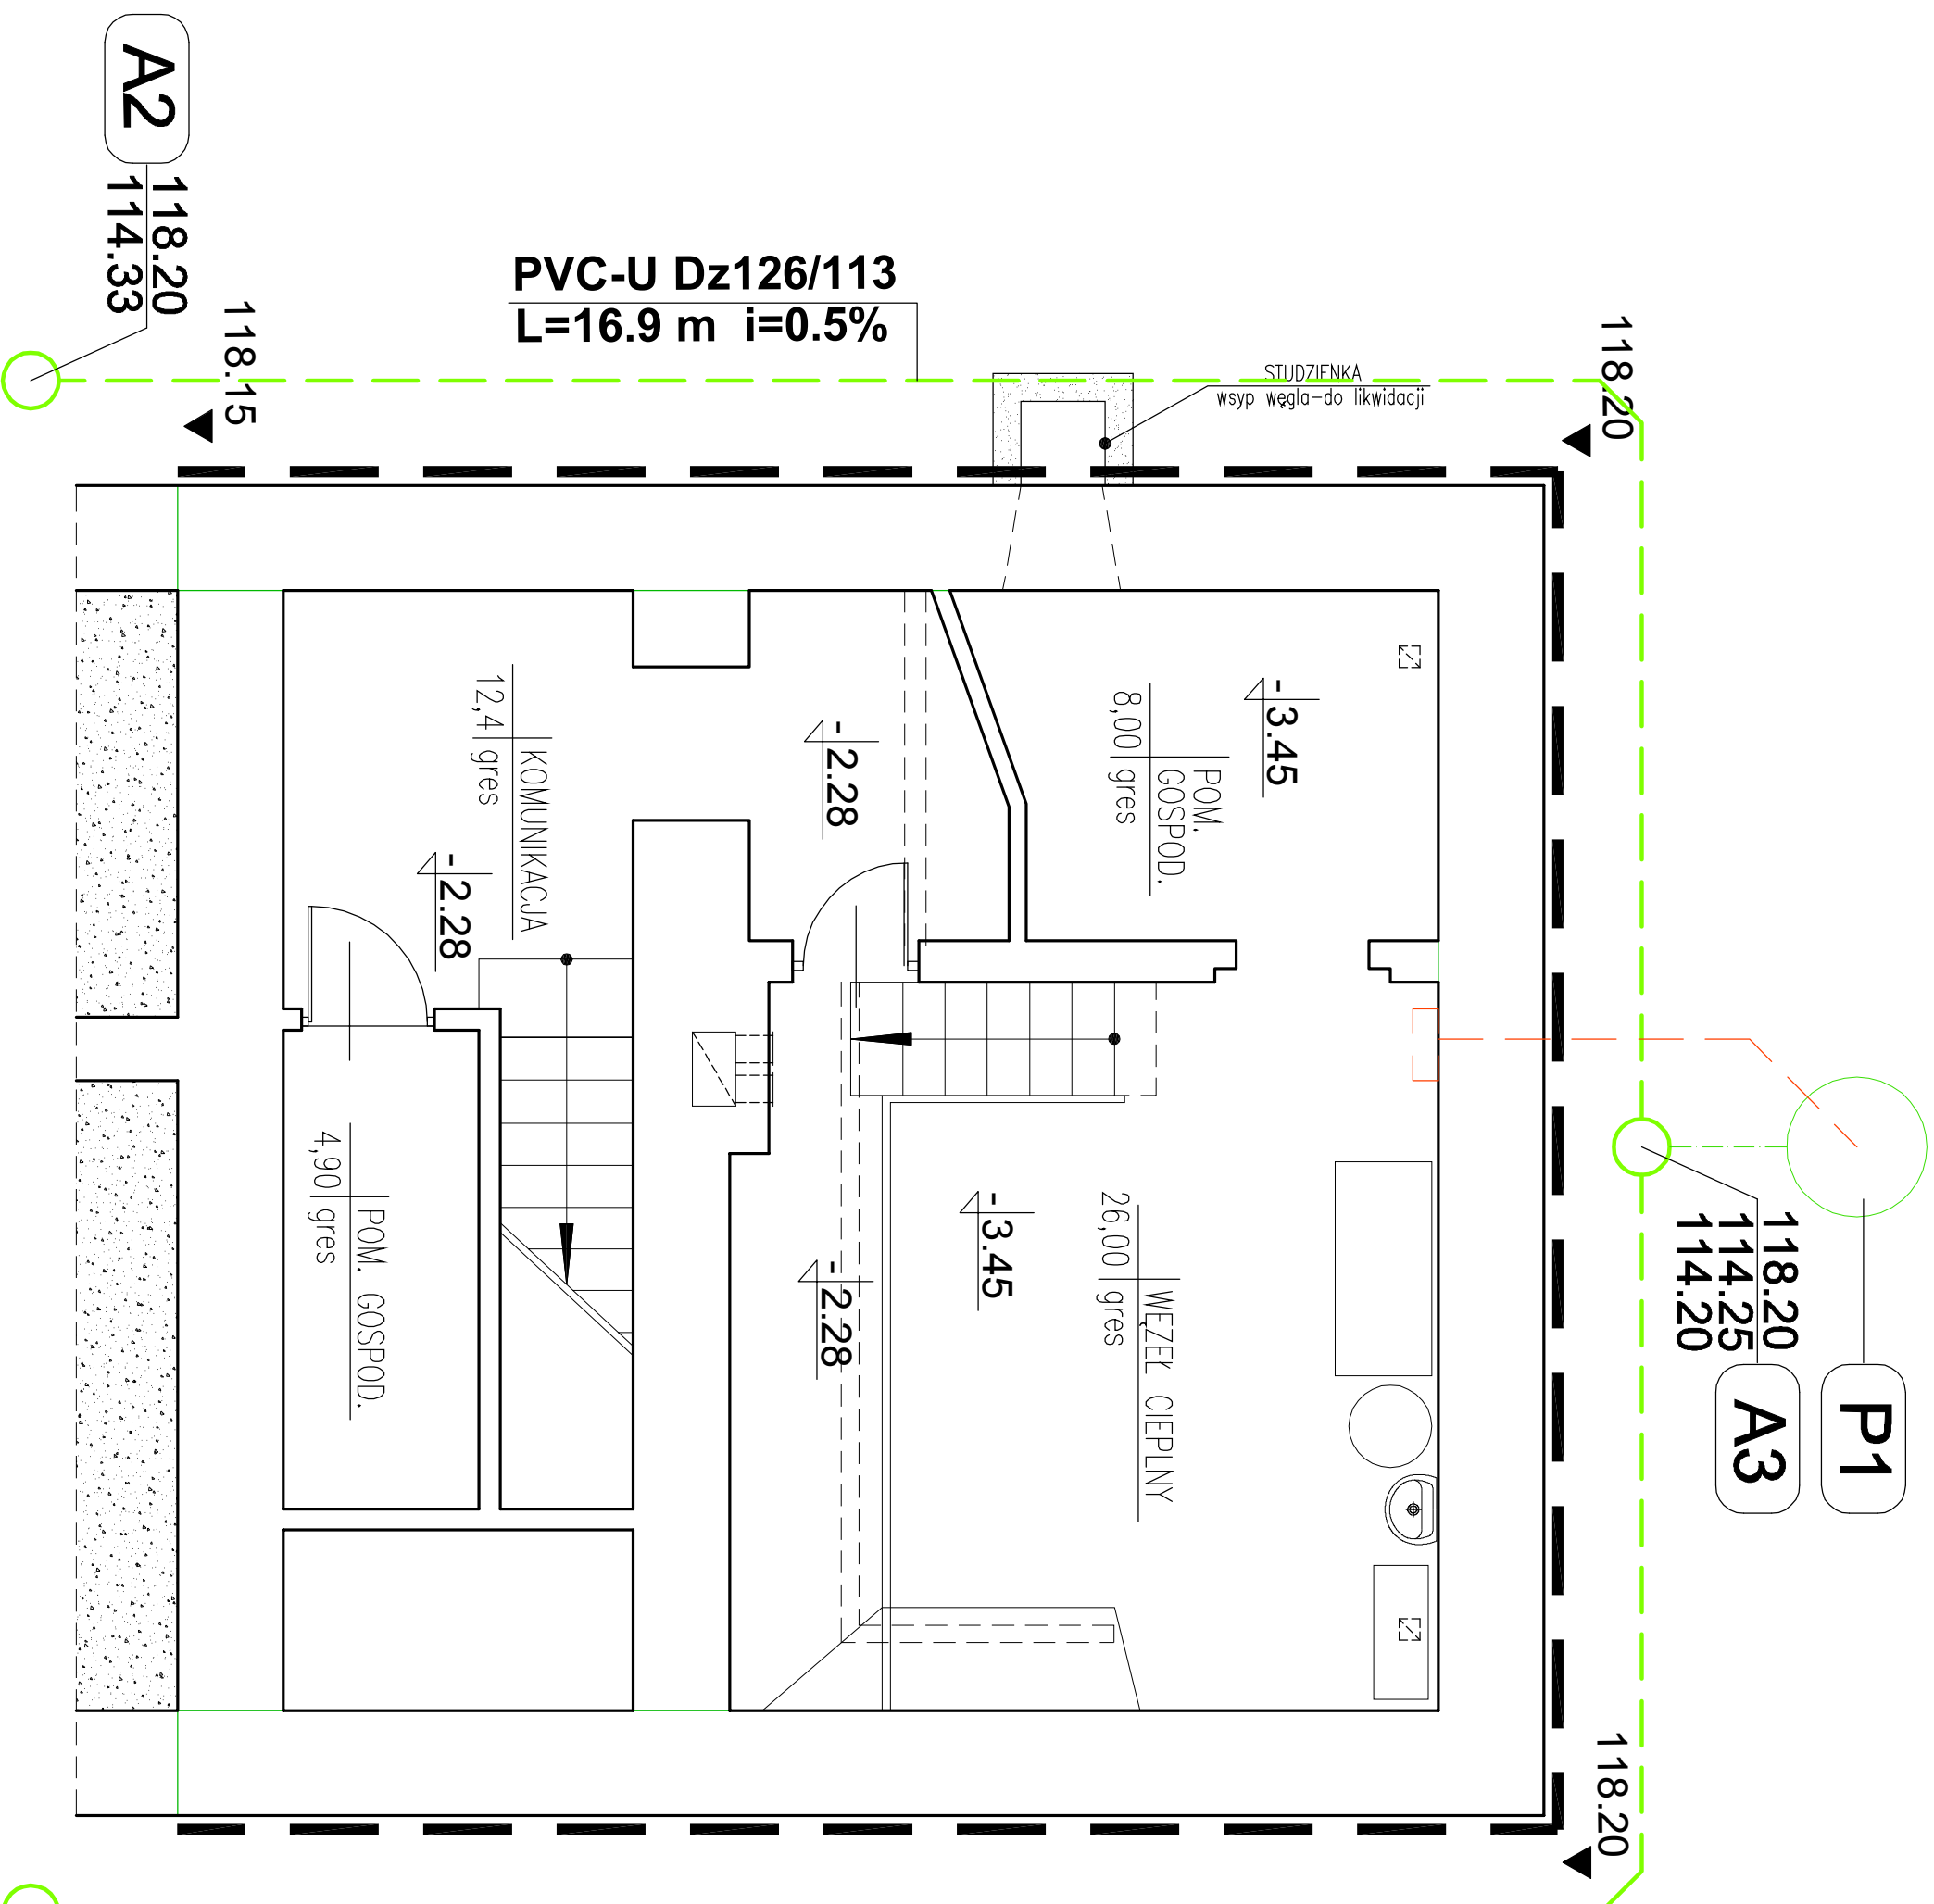 A2
118.20
114.33
118.15
PVC-U Dz126/113
L=16.9 m i=0.5%
STUDZIENKA
wsyp węgla-do likwidacji
118.20
-3.45
POM.
GOSPOD.
8,00 gres
-2.28
KOMUNIKACJA
12,4 gres
-2.28
POM. GOSPOD.
4,90 gres
-3.45
WĘZEŁ CIEPLNY
26,00 gres
-2.28
P1
A3
118.20
114.25
114.20
118.20